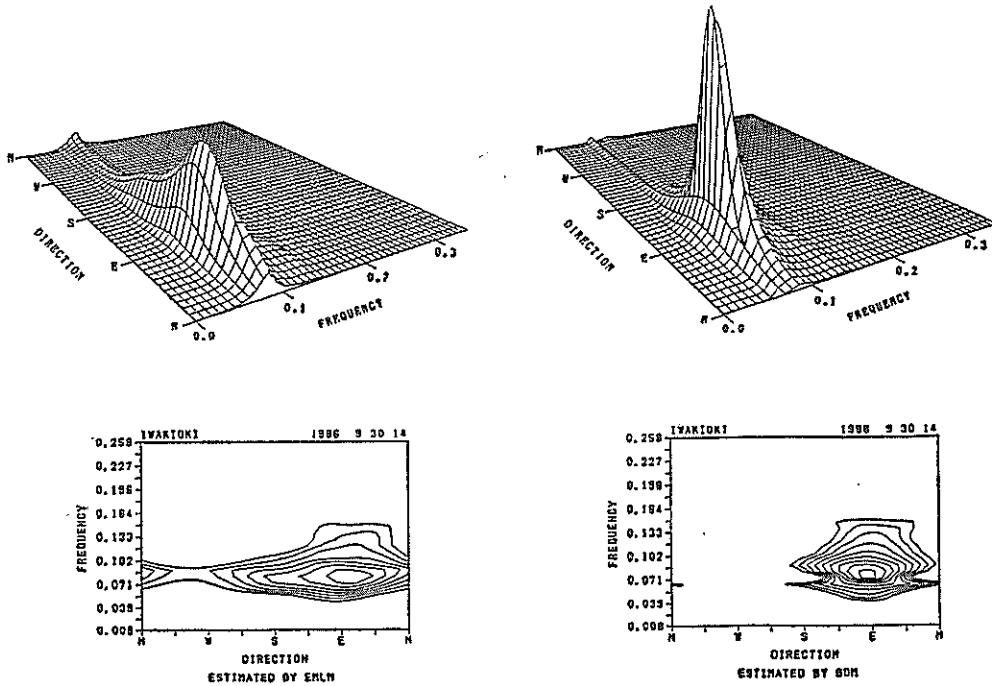 N
W
S
E
N
DIRECTION
0.0
0.1
0.2
0.3
FREQUENCY
N
W
S
E
N
DIRECTION
0.0
0.1
0.2
0.3
FREQUENCY
IWAKIOKI 9 30 14
0.258
0.227
0.196
0.164
0.133
0.102
0.071
0.039
0.008
FREQUENCY
N W S E N
DIRECTION
ESTIMATED BY EMLM
IWAKIOKI 9 30 14
0.258
0.227
0.196
0.164
0.133
0.102
0.071
0.039
0.008
FREQUENCY
N W S E N
DIRECTION
ESTIMATED BY BDM